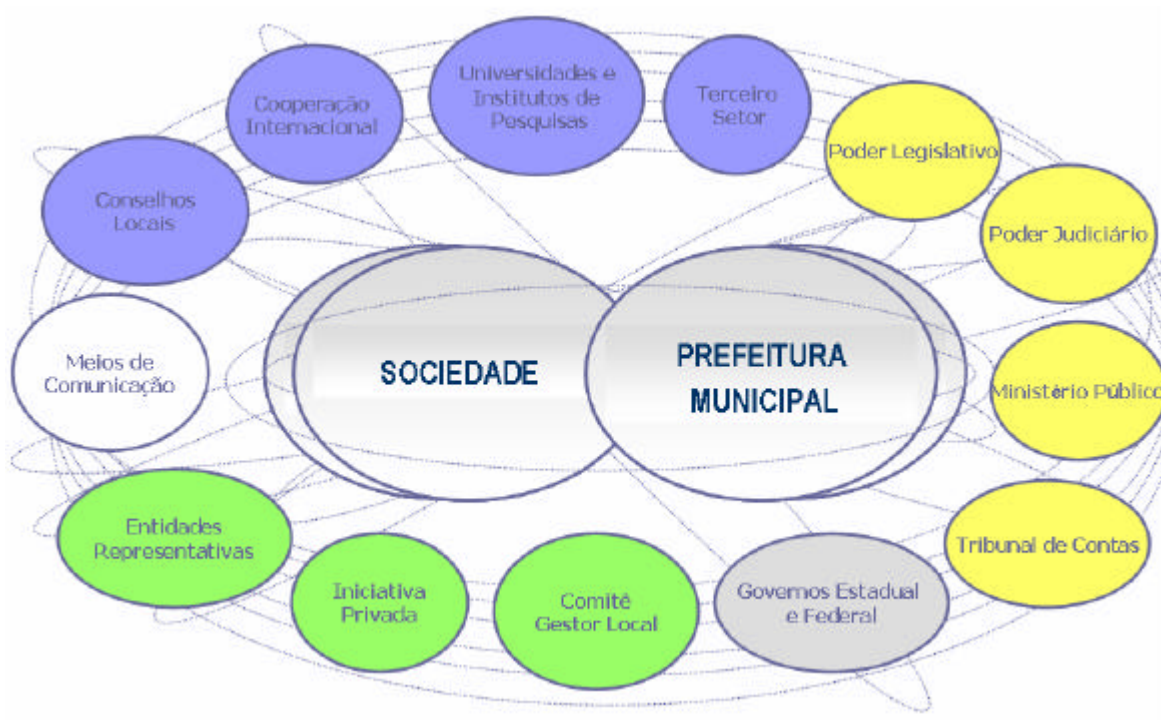 Universidades e
Institutos de
Pesquisas
Terceiro
Setor
Cooperação
Internacional
Poder Legislativo
Conselhos
Locais
Poder Judiciário
Meios de
Comunicação
SOCIEDADE
PREFEITURA
MUNICIPAL
Ministério Público
Entidades
Representativas
Tribunal de Contas
Iniciativa
Privada
Comitê
Gestor Local
Governos Estadual
e Federal